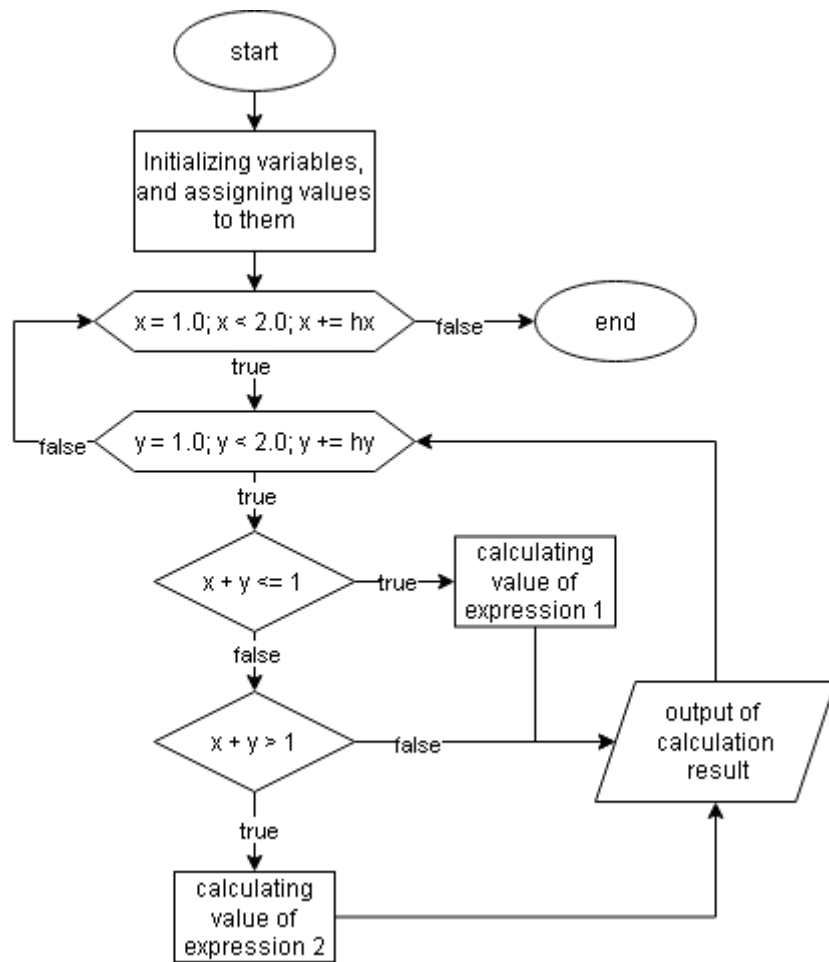 start
Initializing variables,
and assigning values
to them
x = 1.0; x < 2.0; x += hx
false
end
true
y = 1.0; y < 2.0; y += hy
false
true
x + y <= 1
true
calculating
value of
expression 1
false
x + y > 1
false
output of
calculation
result
true
calculating
value of
expression 2